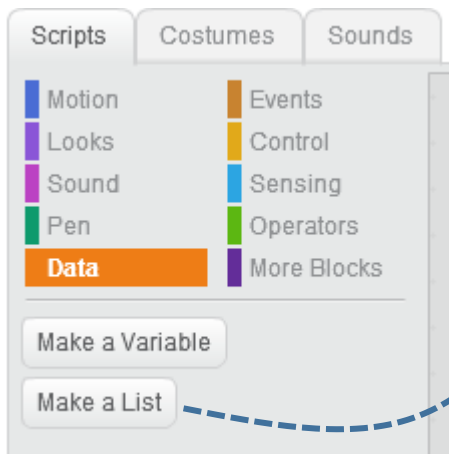 Scripts Costumes Sounds
Motion Events
Looks Control
Sound Sensing
Pen Operators
Data More Blocks
Make a Variable
Make a List